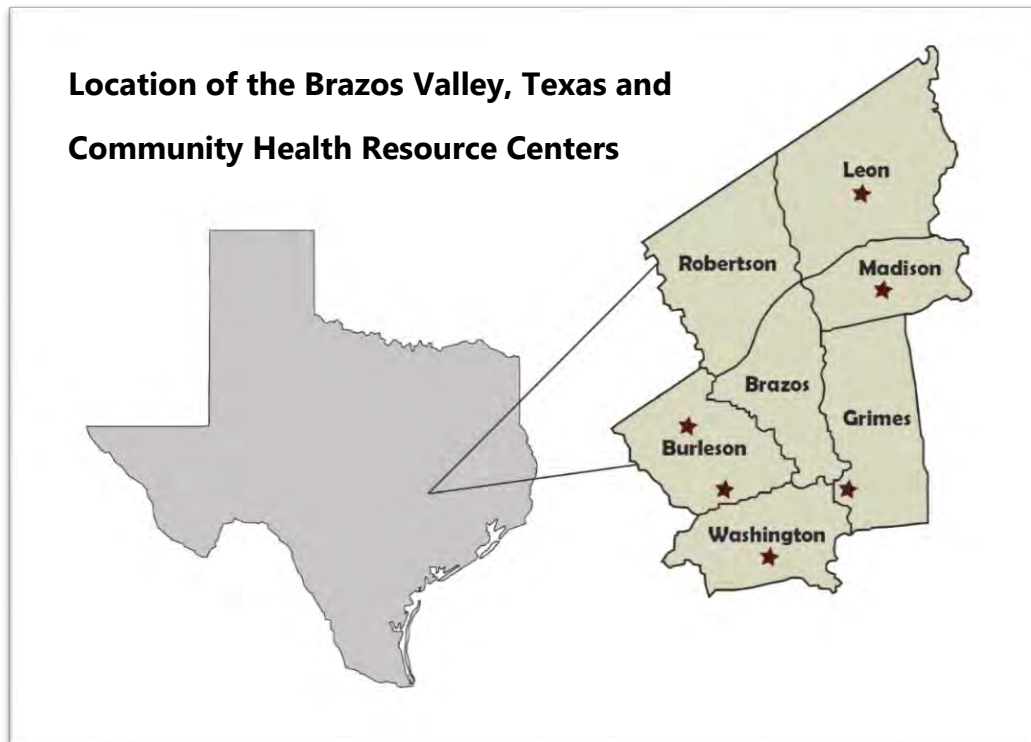 Location of the Brazos Valley, Texas and
Community Health Resource Centers
Leon
Robertson
Madison
Brazos
Grimes
Burleson
Washington